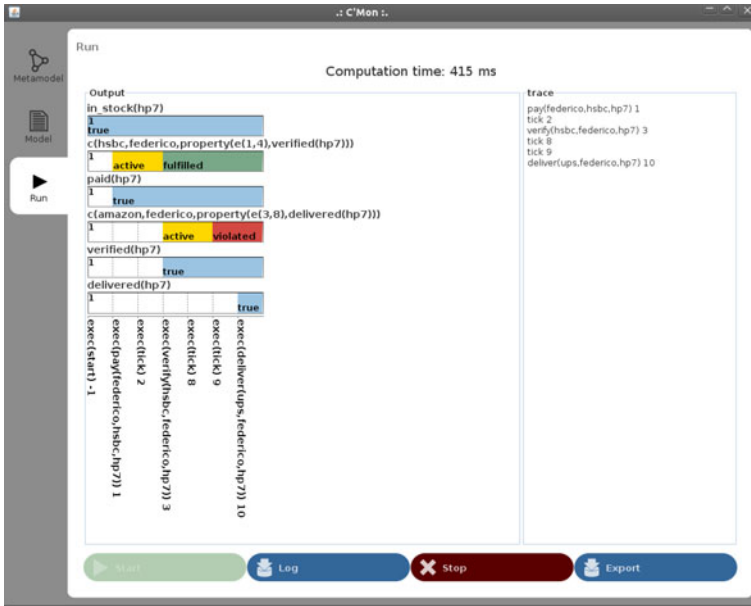 .: C'Mon :.
Metamodel
Model
Run
Run
Computation time: 415 ms
Output
in_stock(hp7)
1
true
c(hsbc,federico,property(e(1,4),verified(hp7)))
1
active fulfilled
paid(hp7)
1
true
c(amazon,federico,property(e(3,8),delivered(hp7)))
1
active violated
verified(hp7)
1
true
delivered(hp7)
1
true
exec(start) -1
exec(pay(federico,hsbc,hp7)) 1
exec(tick) 2
exec(verify(hsbc,federico,hp7)) 3
exec(tick) 8
exec(tick) 9
exec(deliver(ups,federico,hp7)) 10
trace
pay(federico,hsbc,hp7) 1
tick 2
verify(hsbc,federico,hp7) 3
tick 8
tick 9
deliver(ups,federico,hp7) 10
Start
Log
Stop
Export